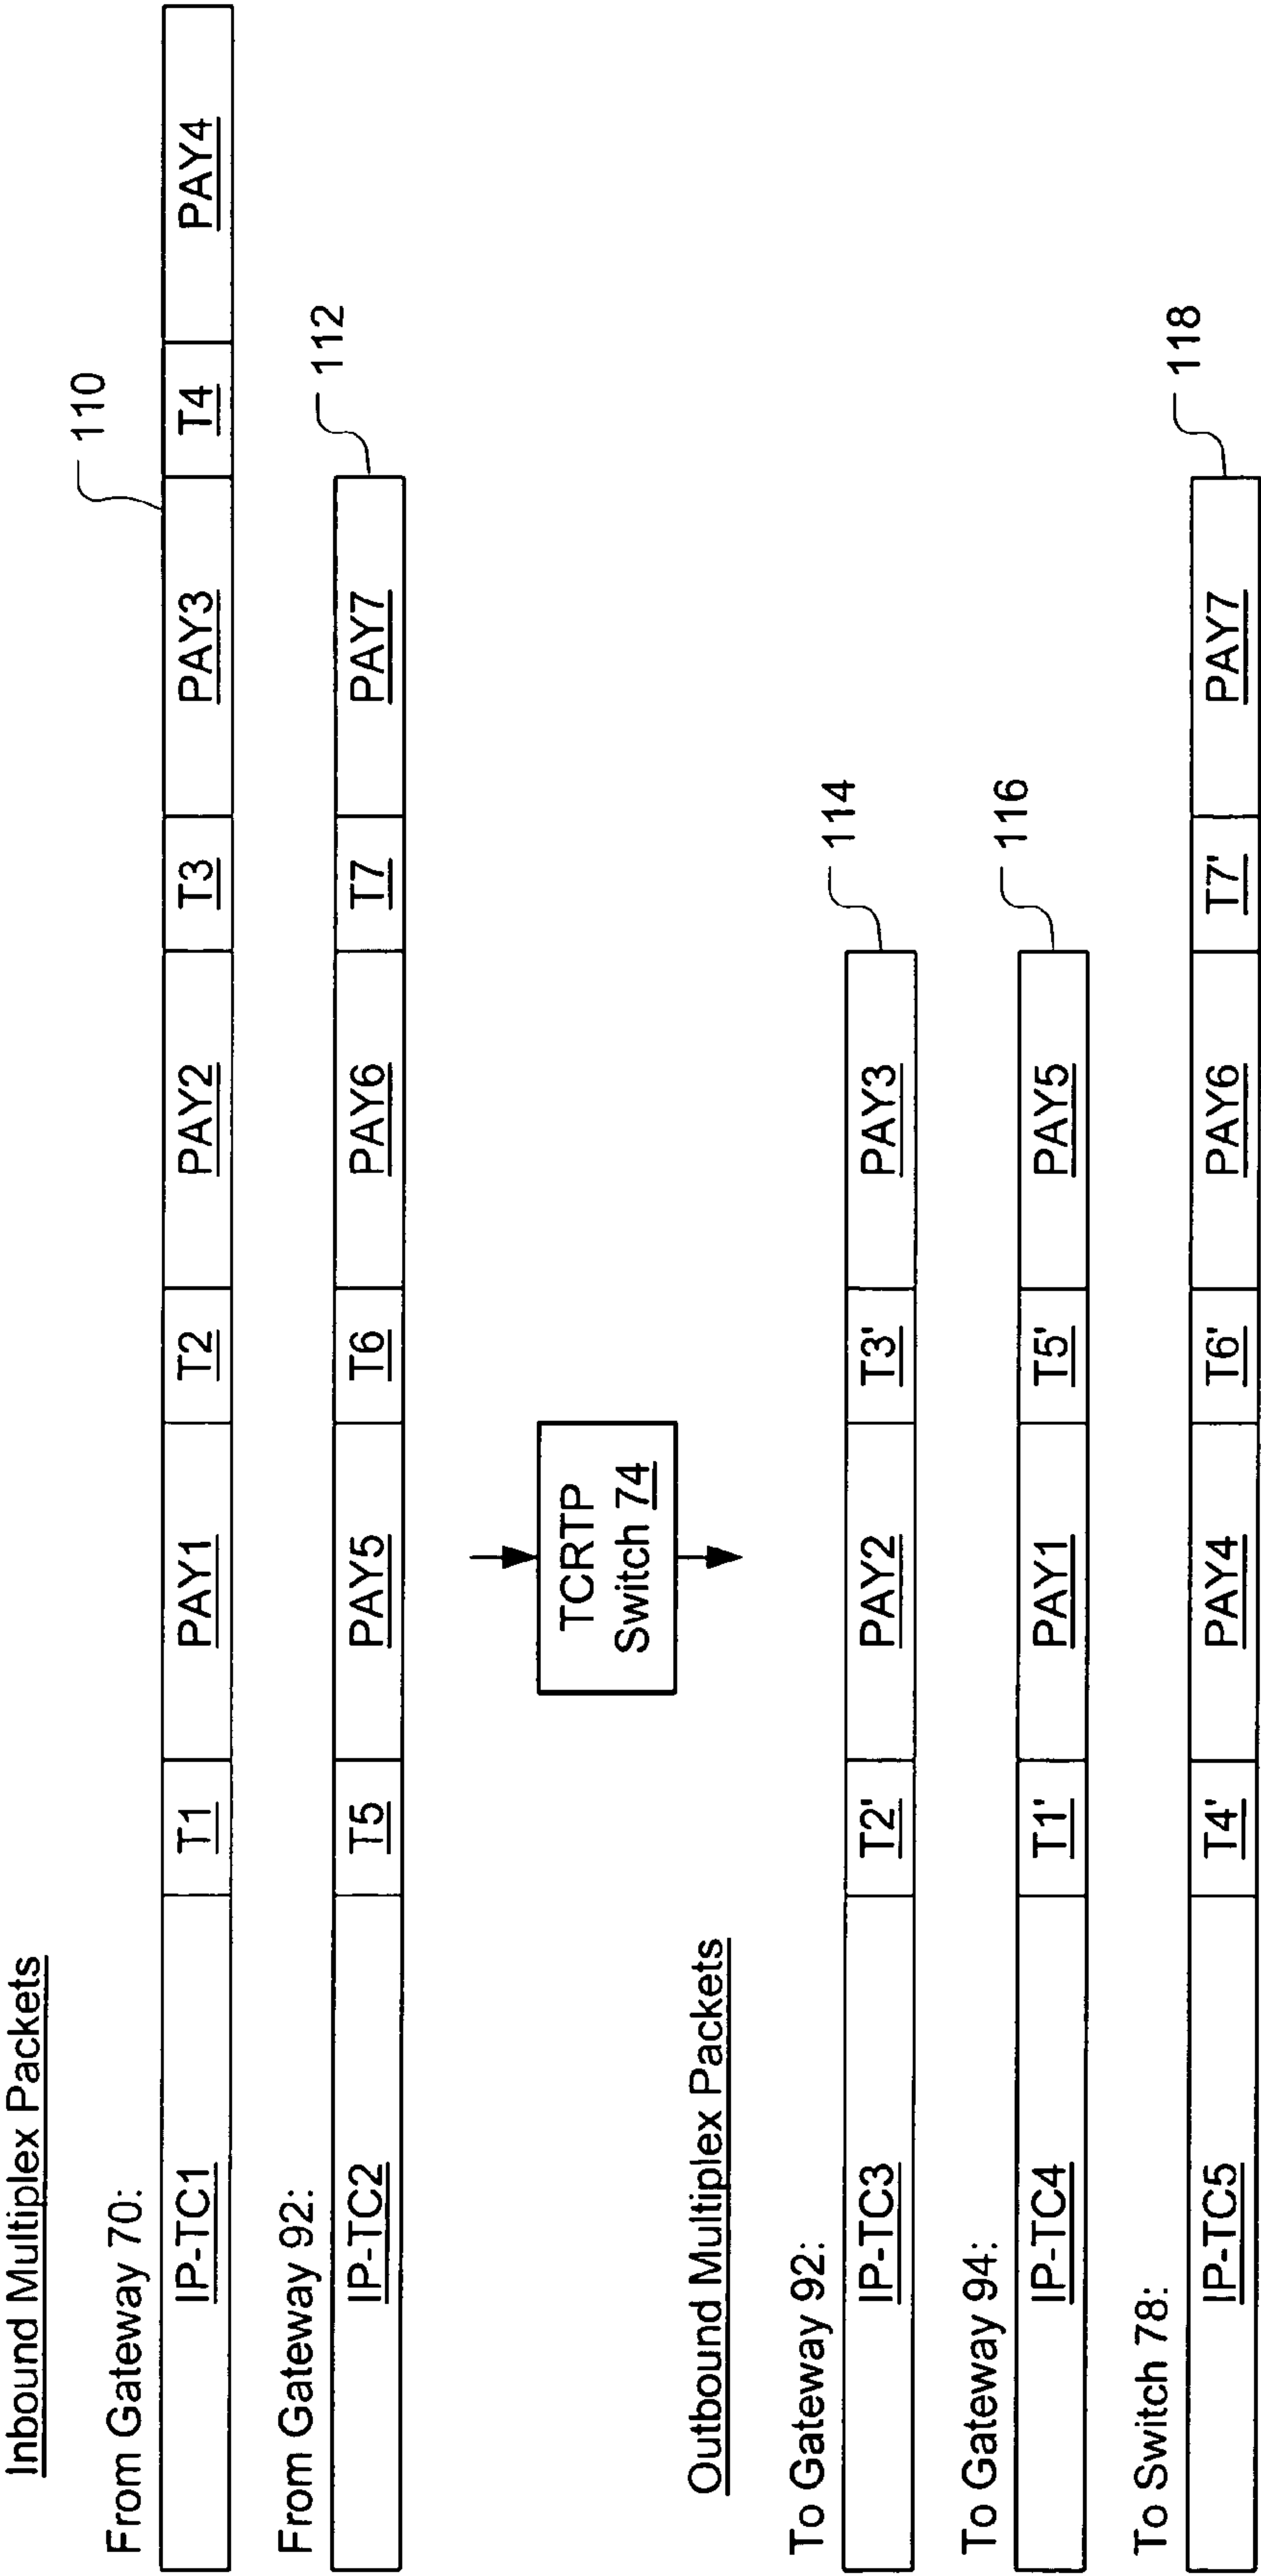 Inbound Multiplex Packets
From Gateway 70:
110
IP-TC1 T1 PAY1 T2 PAY2 T3 PAY3 T4 PAY4
From Gateway 92:
112
IP-TC2 T5 PAY5 T6 PAY6 T7 PAY7
TCRTP
Switch 74
Outbound Multiplex Packets
To Gateway 92:
114
IP-TC3 T2' PAY2 T3' PAY3
To Gateway 94:
116
IP-TC4 T1' PAY1 T5' PAY5
To Switch 78:
118
IP-TC5 T4' PAY4 T6' PAY6 T7' PAY7